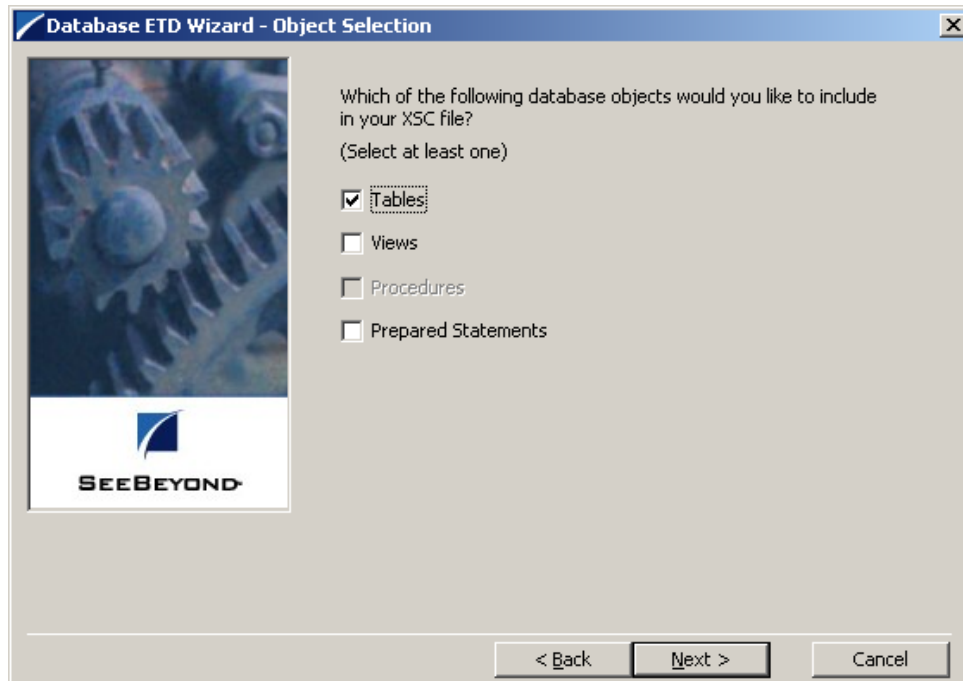 Database ETD Wizard - Object Selection
Which of the following database objects would you like to include
in your XSC file?
(Select at least one)
Tables
Views
Procedures
Prepared Statements
SEEBEYOND
< Back
Next >
Cancel